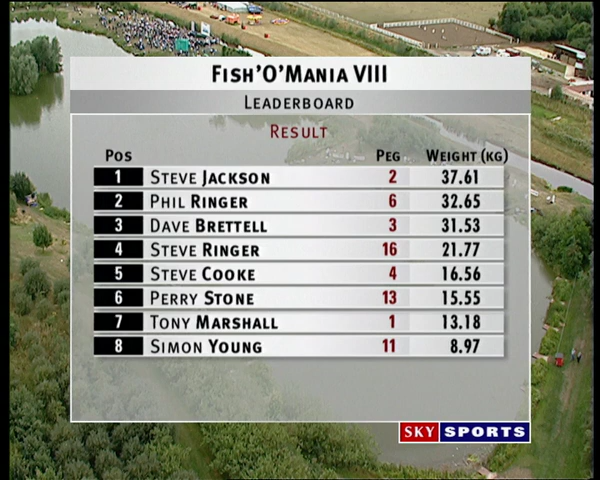 Fish'O'Mania VIII
Leaderboard
Result
Pos Peg Weight (kg)
1 Steve Jackson 2 37.61
2 Phil Ringer 6 32.65
3 Dave Brettell 3 31.53
4 Steve Ringer 16 21.77
5 Steve Cooke 4 16.56
6 Perry Stone 13 15.55
7 Tony Marshall 1 13.18
8 Simon Young 11 8.97
SKY SPORTS